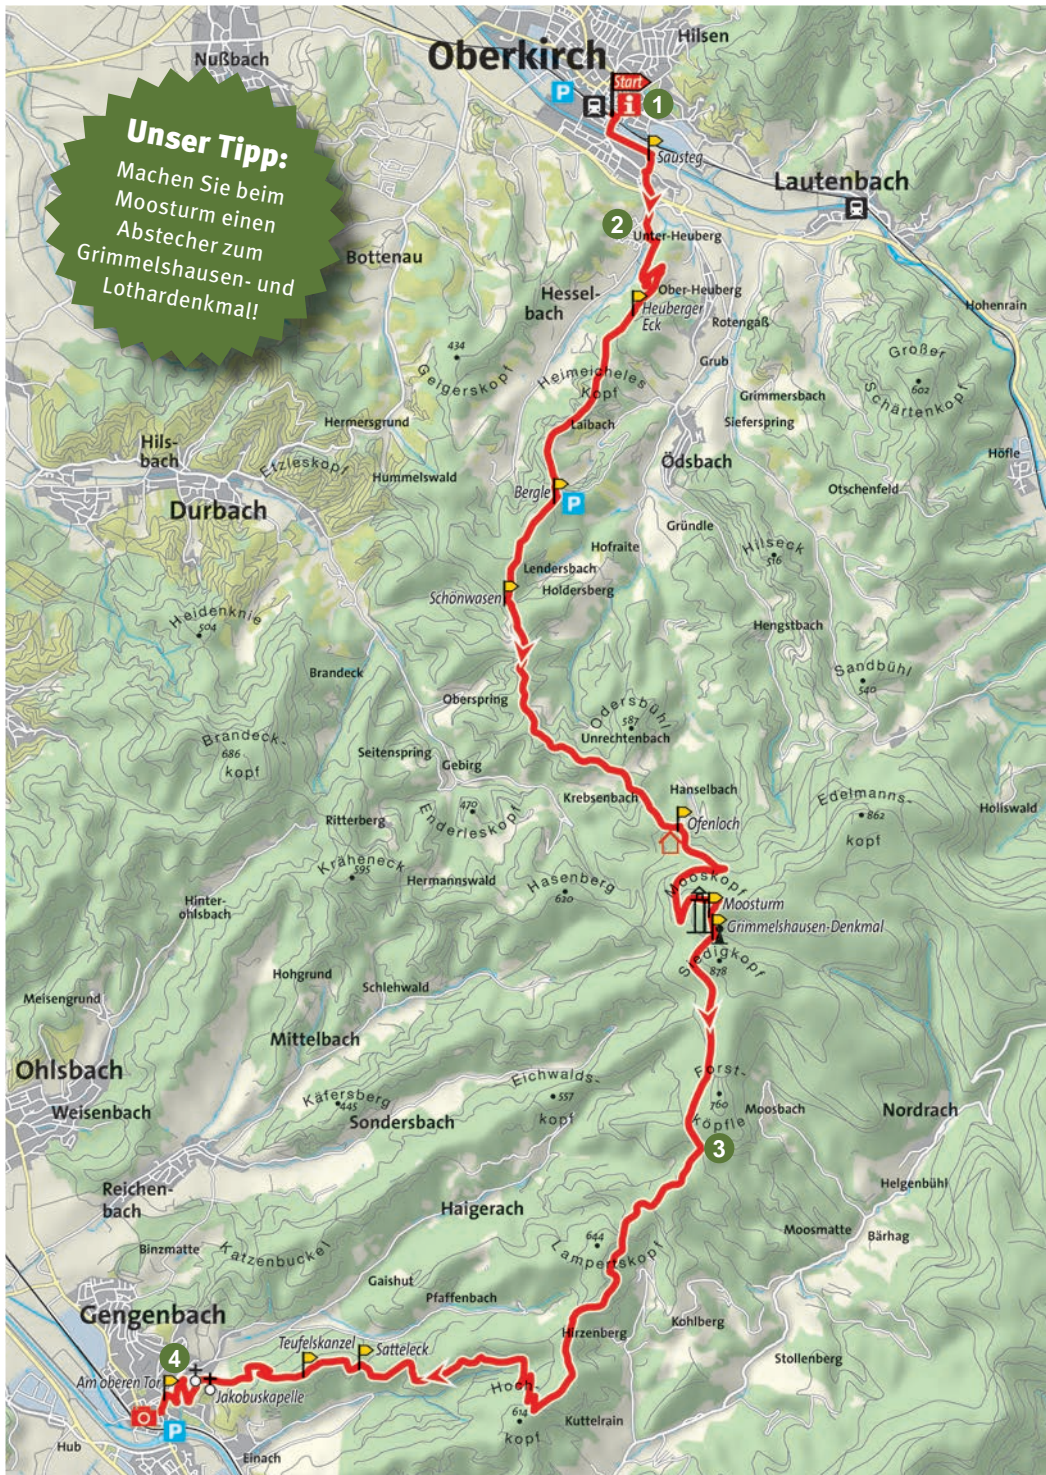 Oberkirch
Hilsen
Nußbach
Start
P
i
1
Unser Tipp:
Machen Sie beim
Moosturm einen
Abstecher zum
Grimmelshausen- und
Lothardenkmal!
Sausteg
Lautenbach
2
Unter-Heuberg
Bottenau
Hessel-
bach
Ober-Heuberg
Heuberger
Eck
Hohenrain
Rotengaß
434
Geigerskopf
Grub
Großer
602
Schärtenkopf
Heimeicheles
Kopf
Grimmersbach
Hermersgrund
Laibach
Sieferspring
Hils-
bach
Etzleskopf
Hummelswald
Ödsbach
Höfle
Bergle
P
Otschenfeld
Durbach
Gründle
Hofraite
Hilseck
516
Lendersbach
Schönwasen
Holdersberg
Heidenknie
504
Hengstbach
Brandeck
Sandbühl
540
Oberspring
Odersbühl
587
Unrechtenbach
Brandeck-
686
kopf
Seitenspring
Gebirg
Krebsenbach
Hanselbach
Edelmanns-
862
kopf
Holiswald
Ritterberg
470
Enderleskopf
Ofenloch
Kräheneck
595
Hermannswald
Hasenberg
620
Mooskopf
Hinter-
ohlsbach
Moosturm
Grimmelshausen-Denkmal
Siedigkopf
878
Hohgrund
Schlehwald
Meisengrund
Mittelbach
Ohlsbach
Weisenbach
Käfersberg
445
Eichwalds-
557
kopf
Forst-
760
Köpfle
Moosbach
Nordrach
Sondersbach
3
Reichen-
bach
Helgenbühl
Haigerach
Moosmatte
Bärhag
Binzmatte
Katzenbuckel
644
Lampertskopf
Gaishut
Pfaffenbach
Gengenbach
Kohlberg
Hirzenberg
Teufelskanzel
Satteleck
4
Stollenberg
Am oberen Tor
Jakobuskapelle
Hoch-
614
kopf
Kuttelrain
P
Hub
Einach